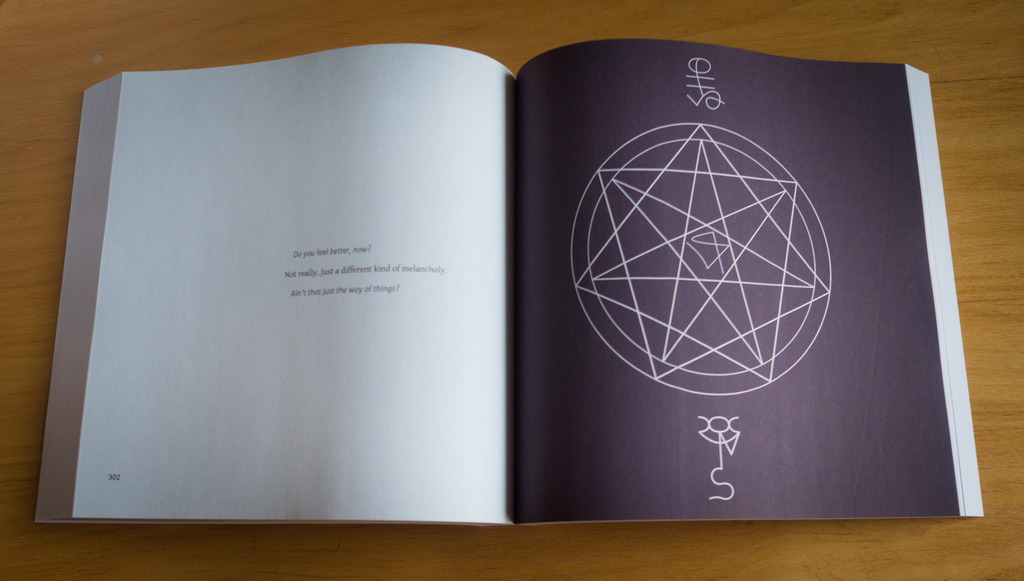 Do you feel better, now?
Not really. Just a different kind of melancholy.
Ain't that just the way of things?
302